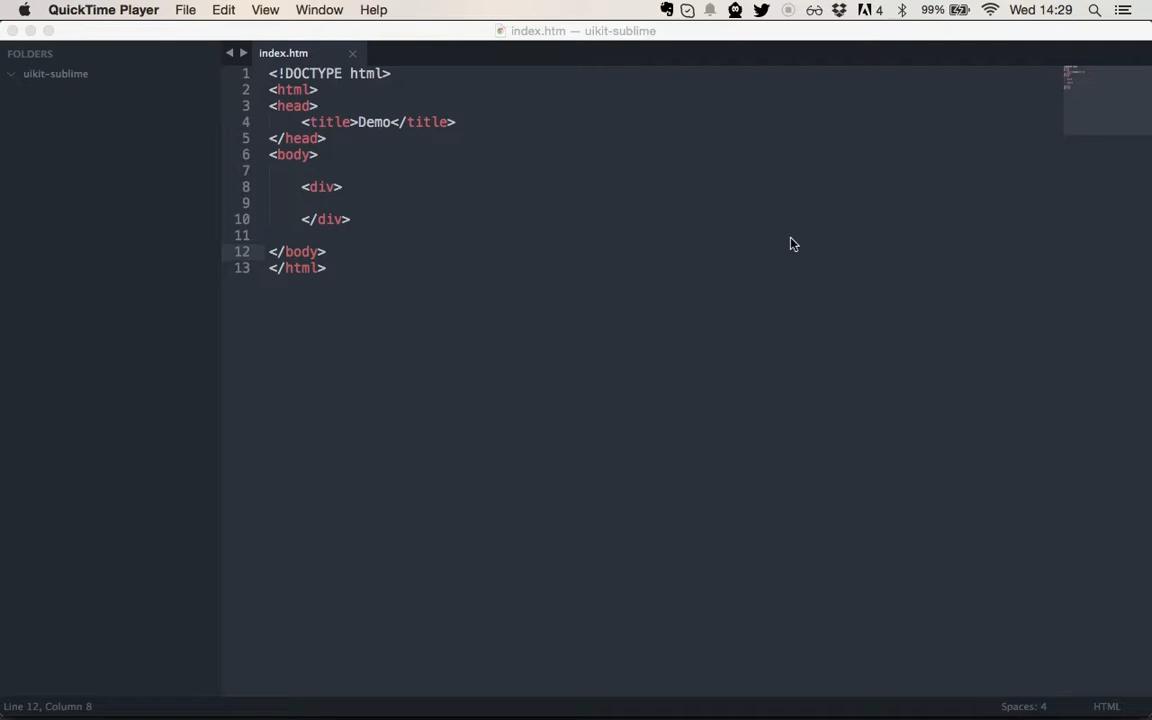 QuickTime Player File Edit View Window Help 4 99% Wed 14:29
index.htm — uikit-sublime
FOLDERS
uikit-sublime
index.htm
1 <!DOCTYPE html>
2 <html>
3 <head>
4 <title>Demo</title>
5 </head>
6 <body>
7
8 <div>
9
10 </div>
11
12 </body>
13 </html>
Line 12, Column 8 Spaces: 4 HTML